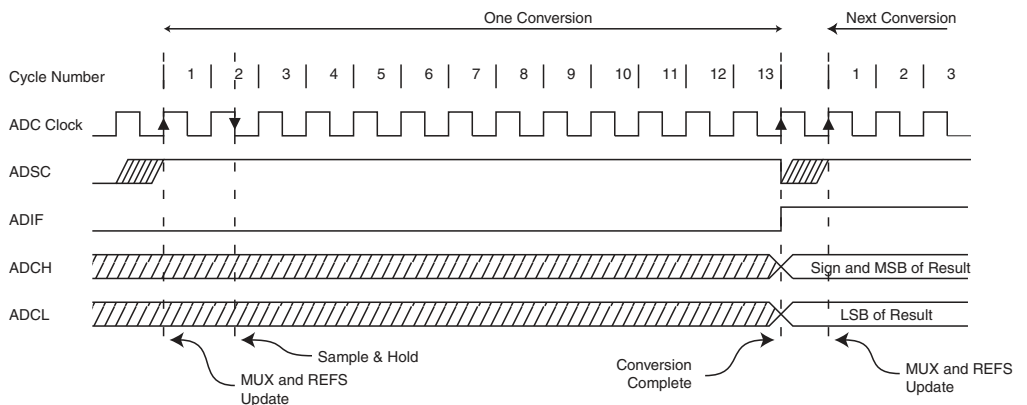 One Conversion
Next Conversion
Cycle Number
1 2 3 4 5 6 7 8 9 10 11 12 13 1 2 3
ADC Clock
ADSC
ADIF
ADCH
Sign and MSB of Result
ADCL
LSB of Result
Sample & Hold
MUX and REFS
Update
Conversion
Complete
MUX and REFS
Update